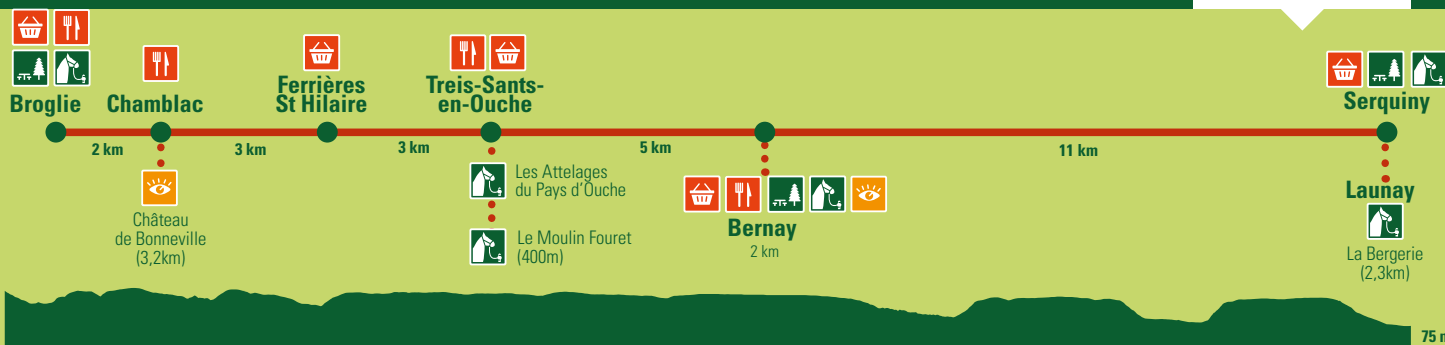 Broglie
Chamblac
Ferrières
St Hilaire
Treis-Sants-
en-Ouche
Serquiny
2 km
3 km
3 km
5 km
11 km
Château
de Bonneville
(3,2km)
Les Attelages
du Pays d'Ouche
Le Moulin Fouret
(400m)
Bernay
2 km
Launay
La Bergerie
(2,3km)
75 m